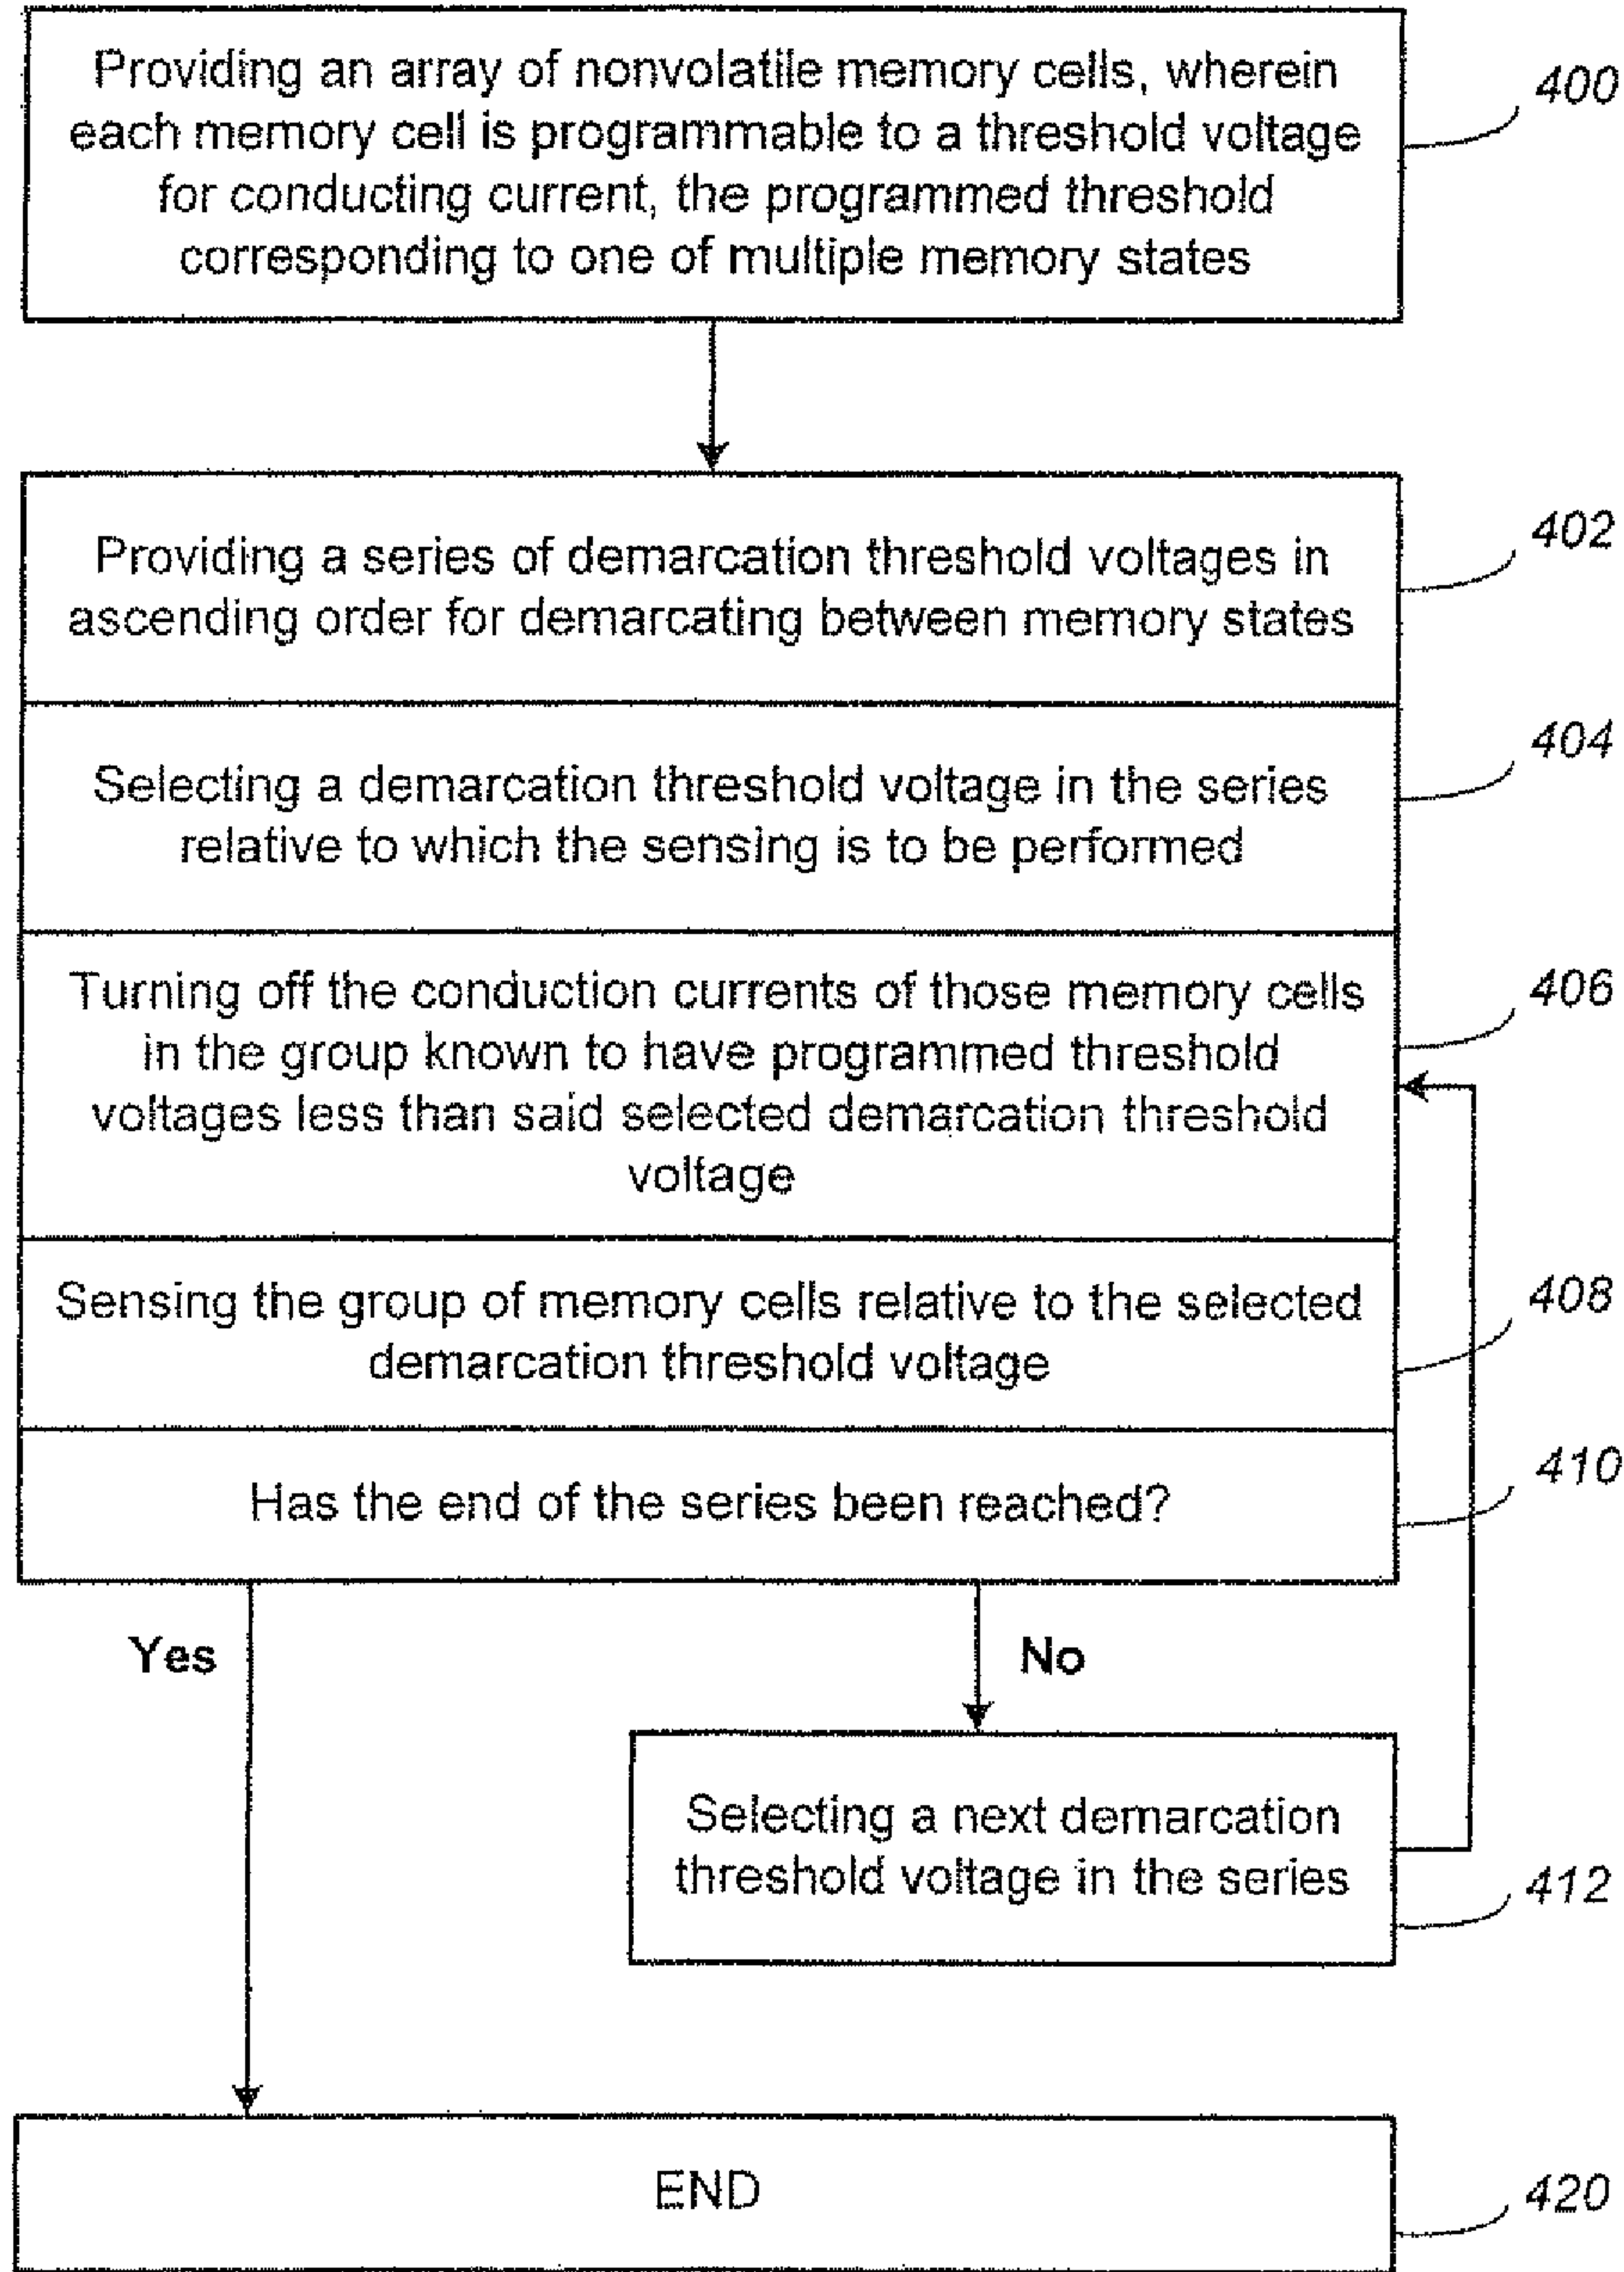 Providing an array of nonvolatile memory cells, wherein
each memory cell is programmable to a threshold voltage
for conducting current, the programmed threshold
corresponding to one of multiple memory states
400
Providing a series of demarcation threshold voltages in
ascending order for demarcating between memory states
402
Selecting a demarcation threshold voltage in the series
relative to which the sensing is to be performed
404
Turning off the conduction currents of those memory cells
in the group known to have programmed threshold
voltages less than said selected demarcation threshold
voltage
406
Sensing the group of memory cells relative to the selected
demarcation threshold voltage
408
Has the end of the series been reached?
410
Yes
No
Selecting a next demarcation
threshold voltage in the series
412
END
420